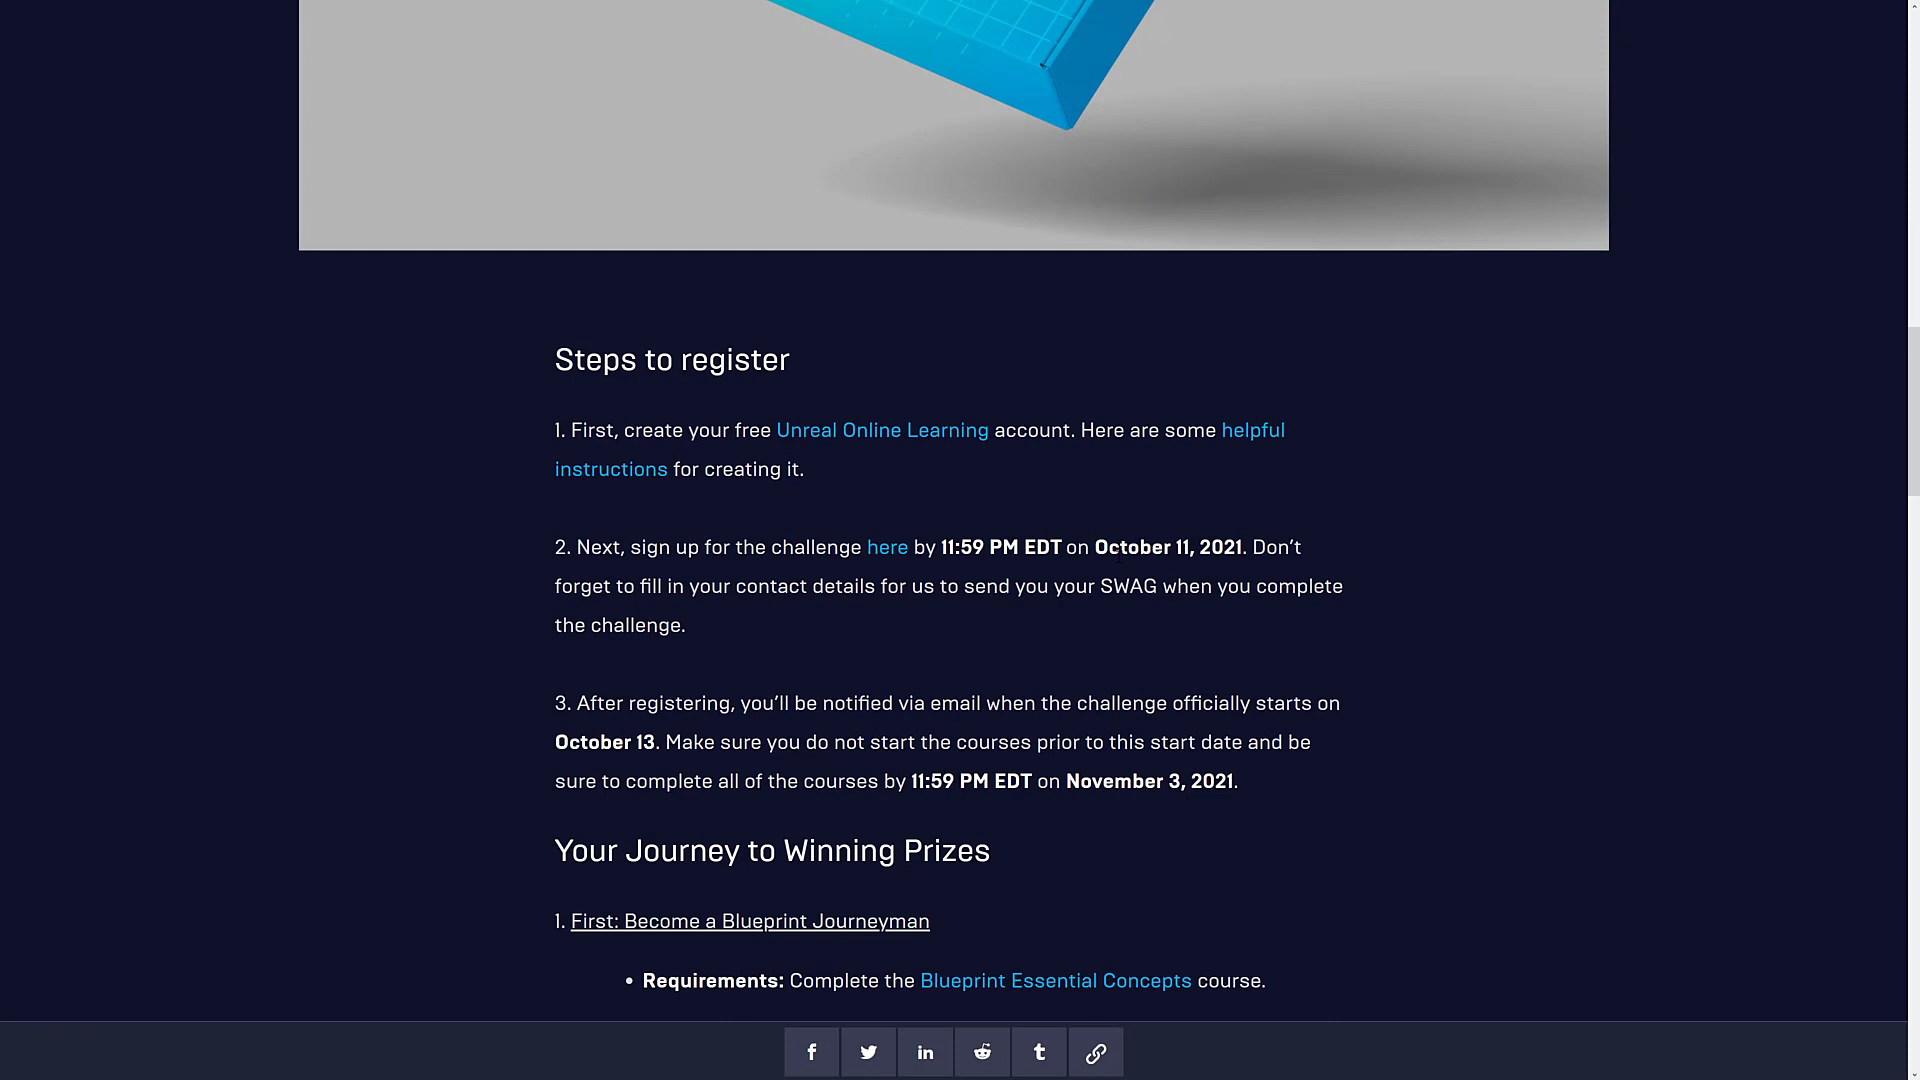 Steps to register
1. First, create your free Unreal Online Learning account. Here are some helpful
instructions for creating it.
2. Next, sign up for the challenge here by 11:59 PM EDT on October 11, 2021. Don’t
forget to fill in your contact details for us to send you your SWAG when you complete
the challenge.
3. After registering, you’ll be notified via email when the challenge officially starts on
October 13. Make sure you do not start the courses prior to this start date and be
sure to complete all of the courses by 11:59 PM EDT on November 3, 2021.
Your Journey to Winning Prizes
1. First: Become a Blueprint Journeyman
• Requirements: Complete the Blueprint Essential Concepts course.